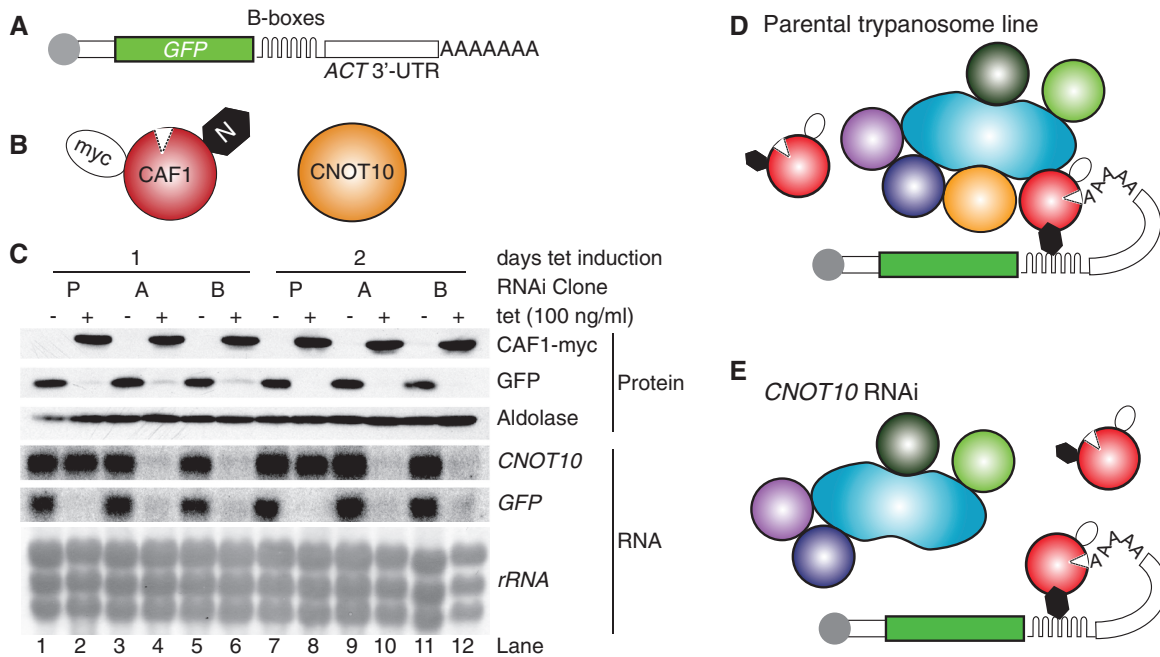 A
B-boxes
GFP
AAAAAAA
ACT 3'-UTR
B
myc
CAF1
N
CNOT10
C
1 2 days tet induction
P A B P A B RNAi Clone
- + - + - + - + - + - + tet (100 ng/ml)
CAF1-myc
GFP
Aldolase
Protein
CNOT10
GFP
rRNA
RNA
1 2 3 4 5 6 7 8 9 10 11 12 Lane
D Parental trypanosome line
AAAAA
E CNOT10 RNAi
AAAAA